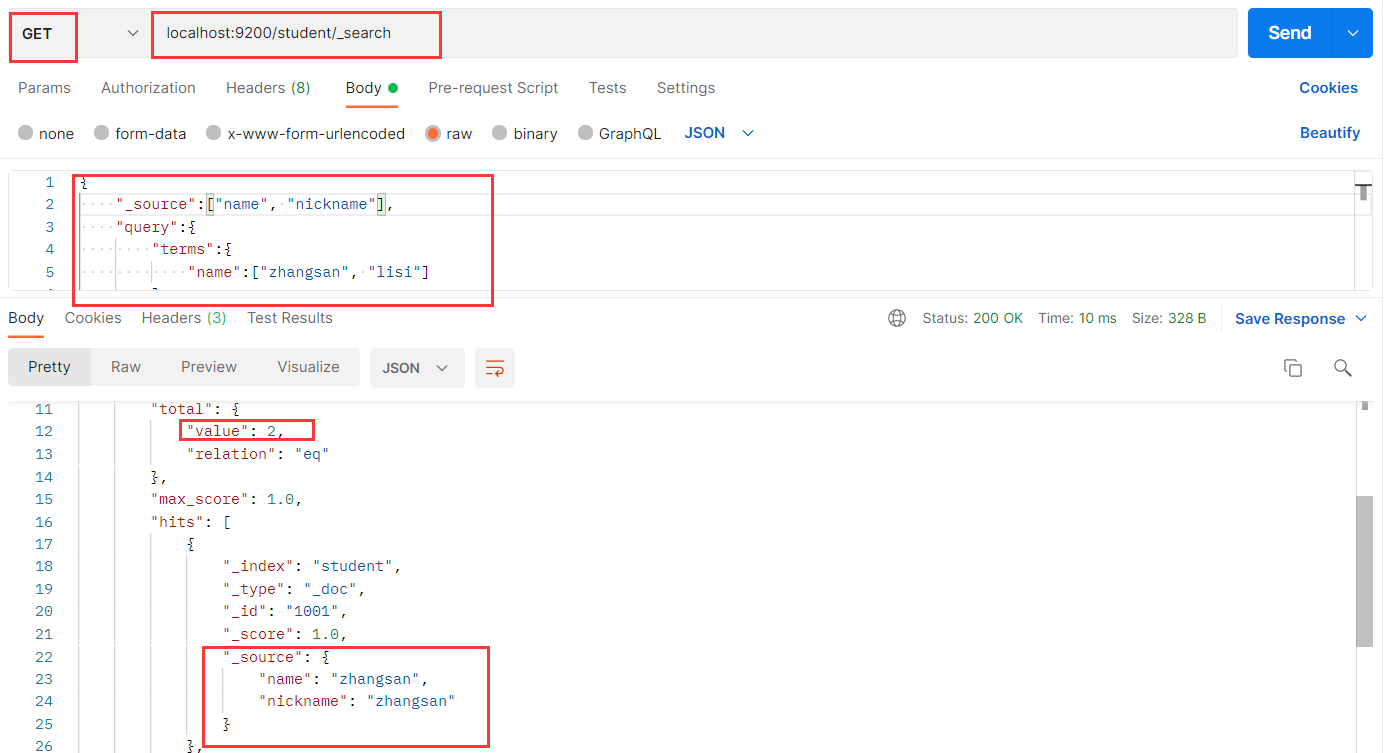 GET localhost:9200/student/_search Send
Params Authorization Headers (8) Body Pre-request Script Tests Settings Cookies
none form-data x-www-form-urlencoded raw binary GraphQL JSON Beautify
1 {
2 "_source":["name", "nickname"],
3 "query":{
4 "terms":{
5 "name":["zhangsan", "lisi"]
Body Cookies Headers (3) Test Results Status: 200 OK Time: 10 ms Size: 328 B Save Response
Pretty Raw Preview Visualize JSON
11 "total": {
12 "value": 2,
13 "relation": "eq"
14 },
15 "max_score": 1.0,
16 "hits": [
17 {
18 "_index": "student",
19 "_type": "_doc",
20 "_id": "1001",
21 "_score": 1.0,
22 "_source": {
23 "name": "zhangsan",
24 "nickname": "zhangsan"
25 }
26 },